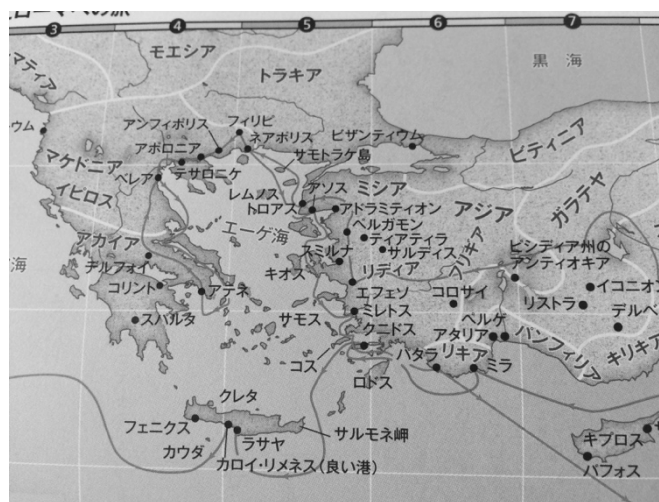 3
4
5
6
7
モエシア
トラキア
黒 海
マティア
ウム
アンフィポリス
フィリピ
ネアポリス
ビザンティウム
ビティニア
マケドニア
アポロニア
サモトラケ島
ベレア
テサロニケ
イピロス
レムノス
アソス
ミシア
トロアス
アドラミティオン
アジア
ガラテヤ
ペルガモン
エーゲ海
ティアティラ
アカイア
スミルナ
サルディス
フリギア
ピシディア州の
アンティオキア
海
デルフォイ
キオス
リディア
コリント
アテネ
エフェソ
コロサイ
イコニオン
リストラ
スパルタ
サモス
ミレトス
ペルゲ
デルベ
クニドス
アタリア
パンフィリア
キリキア
コス
パタラ
リキア
ミラ
ロドス
クレタ
フェニクス
サルモネ岬
キプロス
カウダ
ラサヤ
カロイ・リメネス(良い港)
パフォス